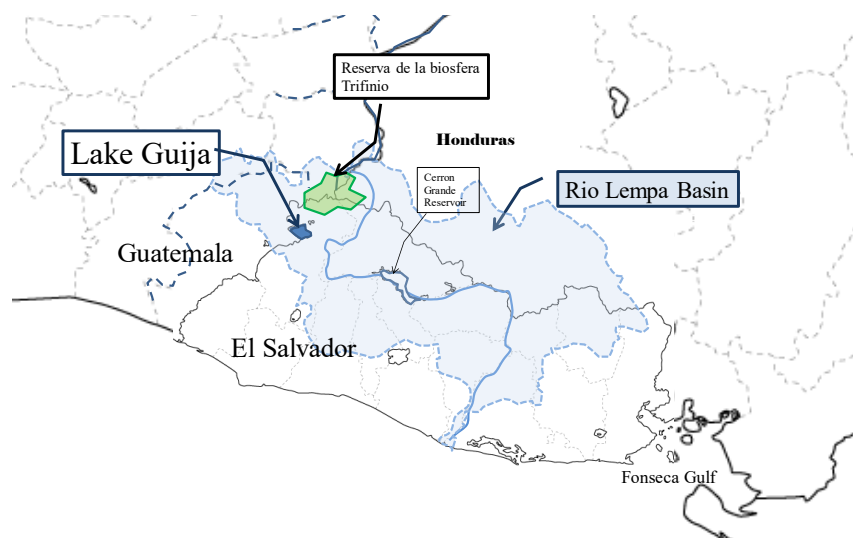 Reserva de la biosfera
Trifinio
Honduras
Lake Guija
Cerron
Grande
Reservoir
Rio Lempa Basin
Guatemala
El Salvador
Fonseca Gulf